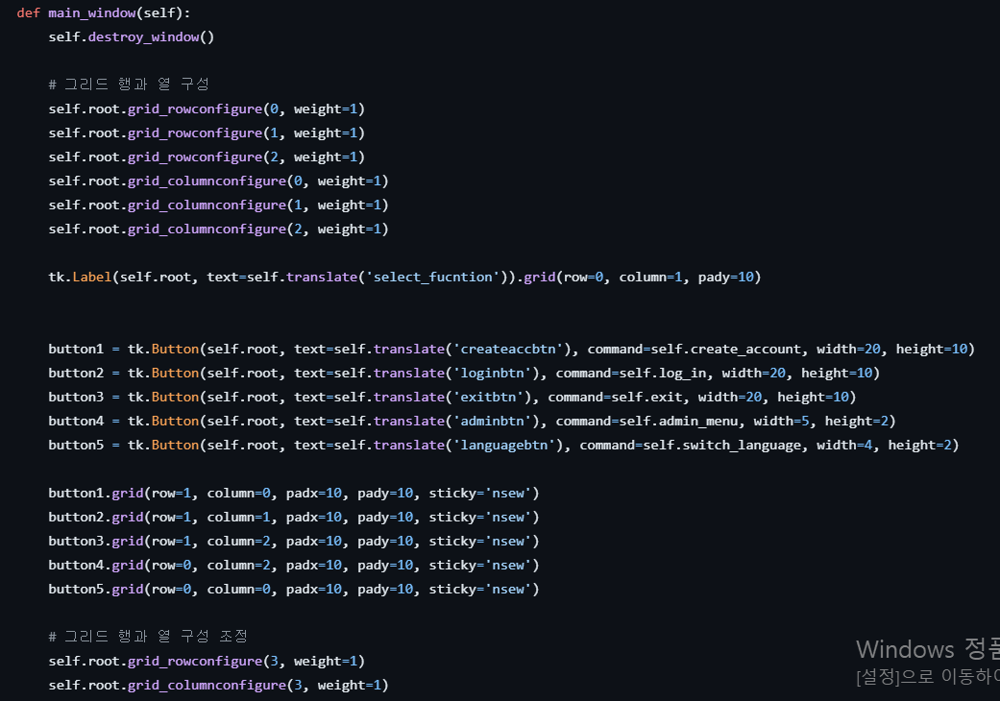 def main_window(self):
self.destroy_window()
# 그리드 행과 열 구성
self.root.grid_rowconfigure(0, weight=1)
self.root.grid_rowconfigure(1, weight=1)
self.root.grid_rowconfigure(2, weight=1)
self.root.grid_columnconfigure(0, weight=1)
self.root.grid_columnconfigure(1, weight=1)
self.root.grid_columnconfigure(2, weight=1)
tk.Label(self.root, text=self.translate('select_fucntion')).grid(row=0, column=1, pady=10)
button1 = tk.Button(self.root, text=self.translate('createaccbtn'), command=self.create_account, width=20, height=10)
button2 = tk.Button(self.root, text=self.translate('loginbtn'), command=self.log_in, width=20, height=10)
button3 = tk.Button(self.root, text=self.translate('exitbtn'), command=self.exit, width=20, height=10)
button4 = tk.Button(self.root, text=self.translate('adminbtn'), command=self.admin_menu, width=5, height=2)
button5 = tk.Button(self.root, text=self.translate('languagebtn'), command=self.switch_language, width=4, height=2)
button1.grid(row=1, column=0, padx=10, pady=10, sticky='nsew')
button2.grid(row=1, column=1, padx=10, pady=10, sticky='nsew')
button3.grid(row=1, column=2, padx=10, pady=10, sticky='nsew')
button4.grid(row=0, column=2, padx=10, pady=10, sticky='nsew')
button5.grid(row=0, column=0, padx=10, pady=10, sticky='nsew')
# 그리드 행과 열 구성 조정
self.root.grid_rowconfigure(3, weight=1)
self.root.grid_columnconfigure(3, weight=1)
Windows 정품
[설정]으로 이동하여